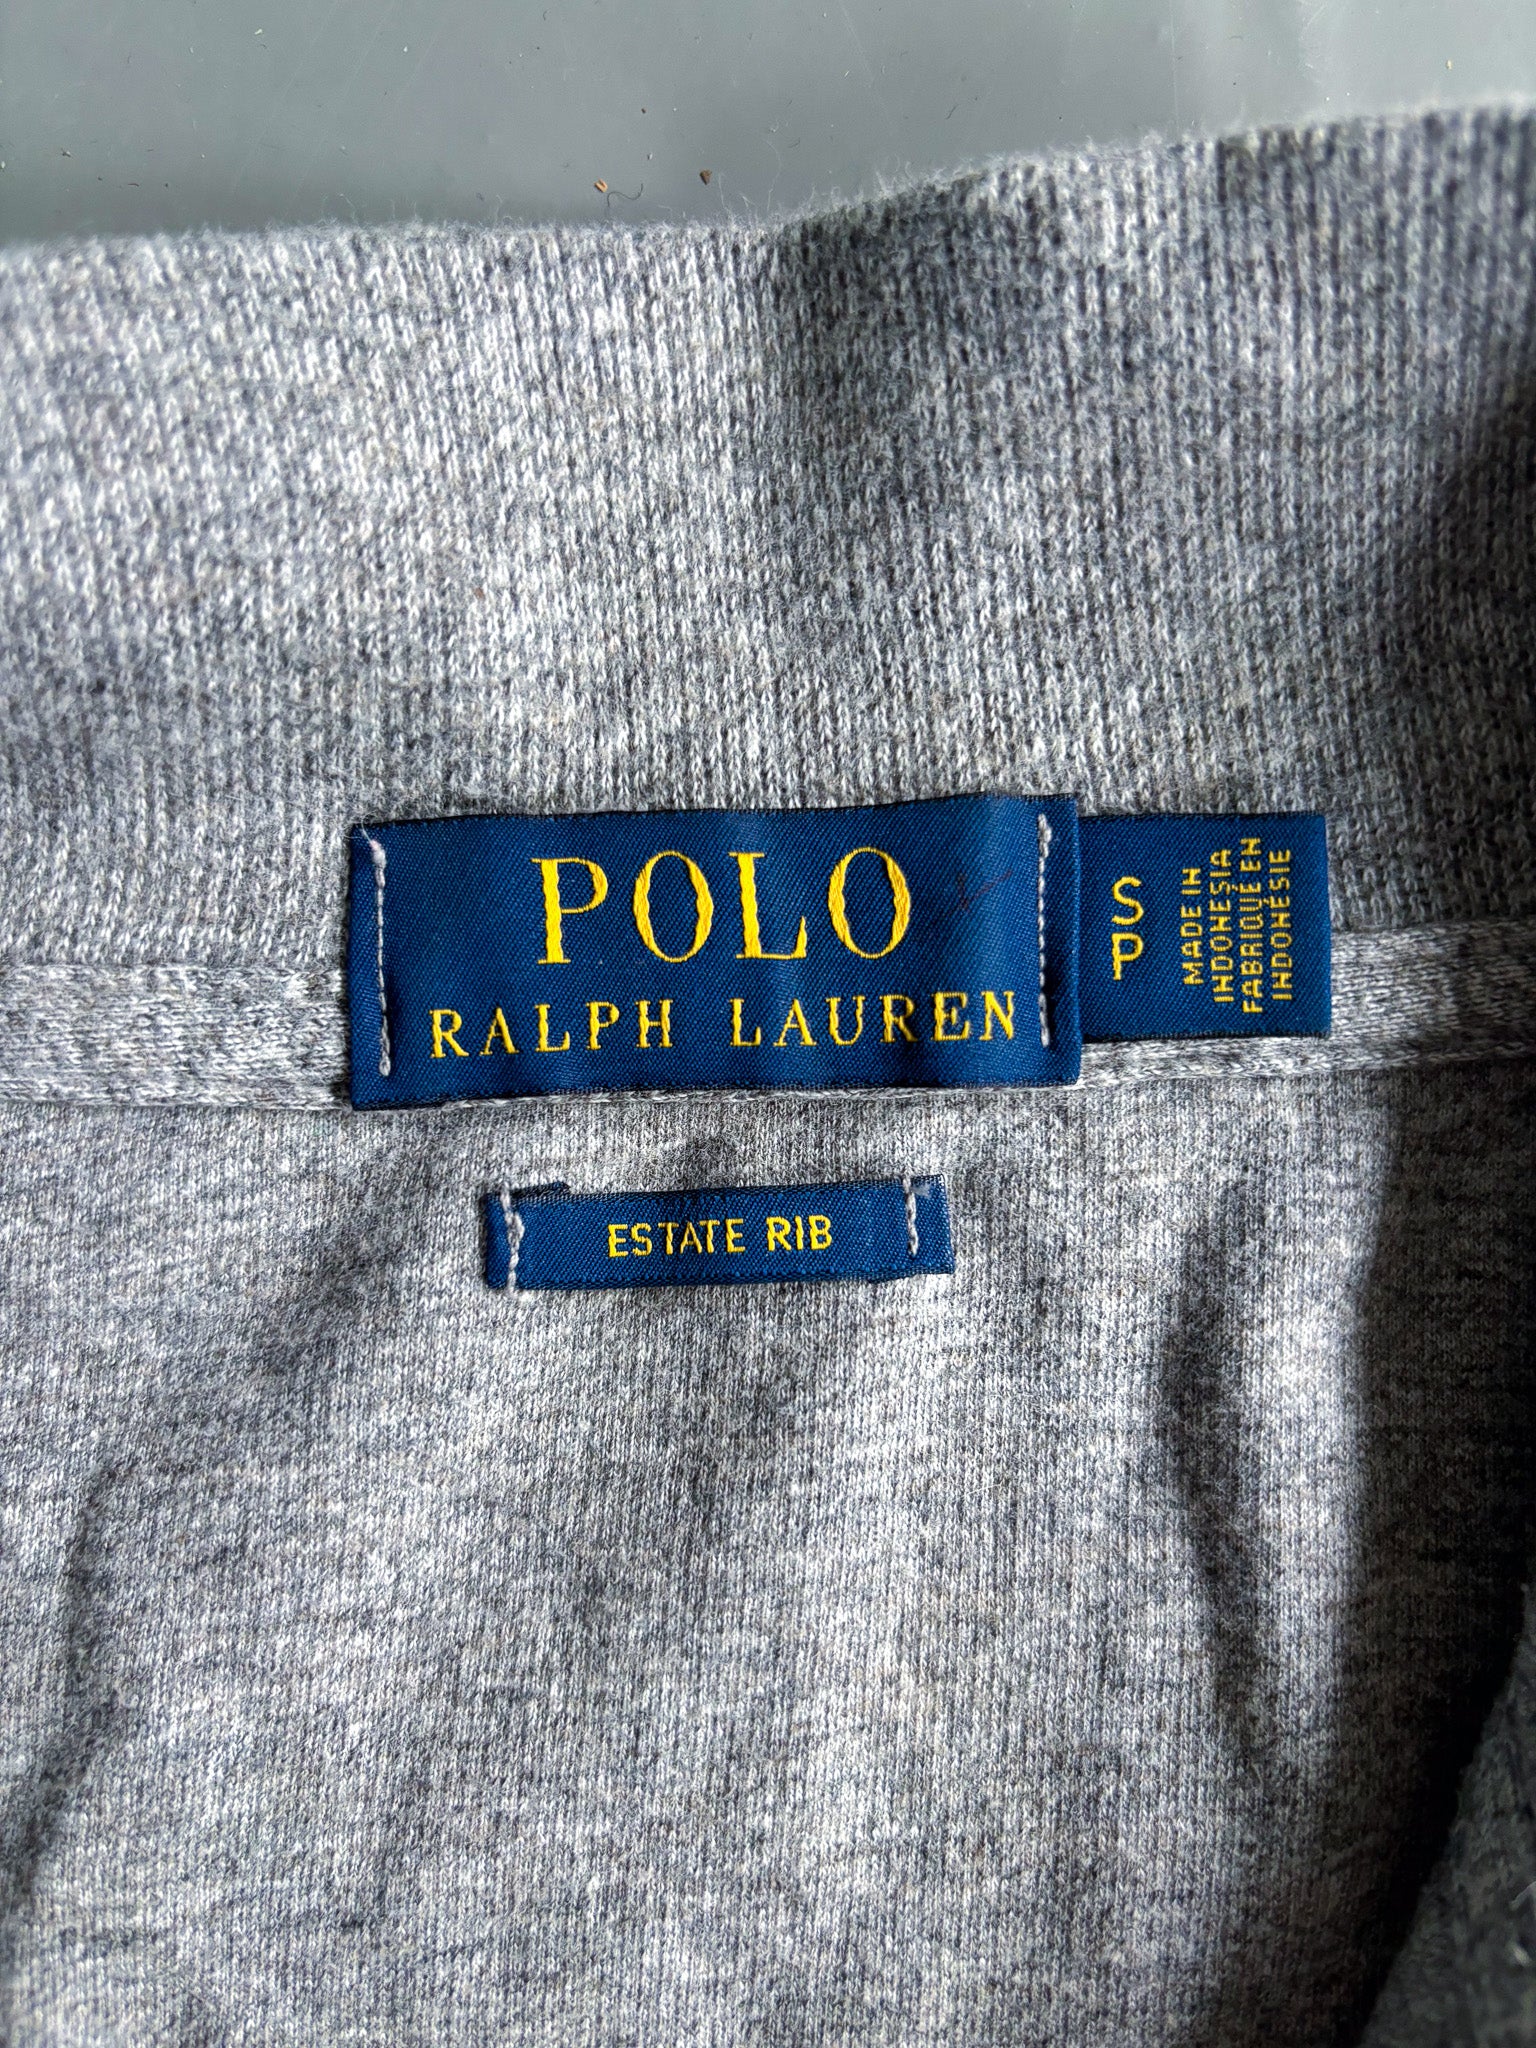 POLO
RALPH LAUREN
S
P
MADE IN
INDONESIA
FABRIQUÉ EN
INDONÉSIE
ESTATE RIB